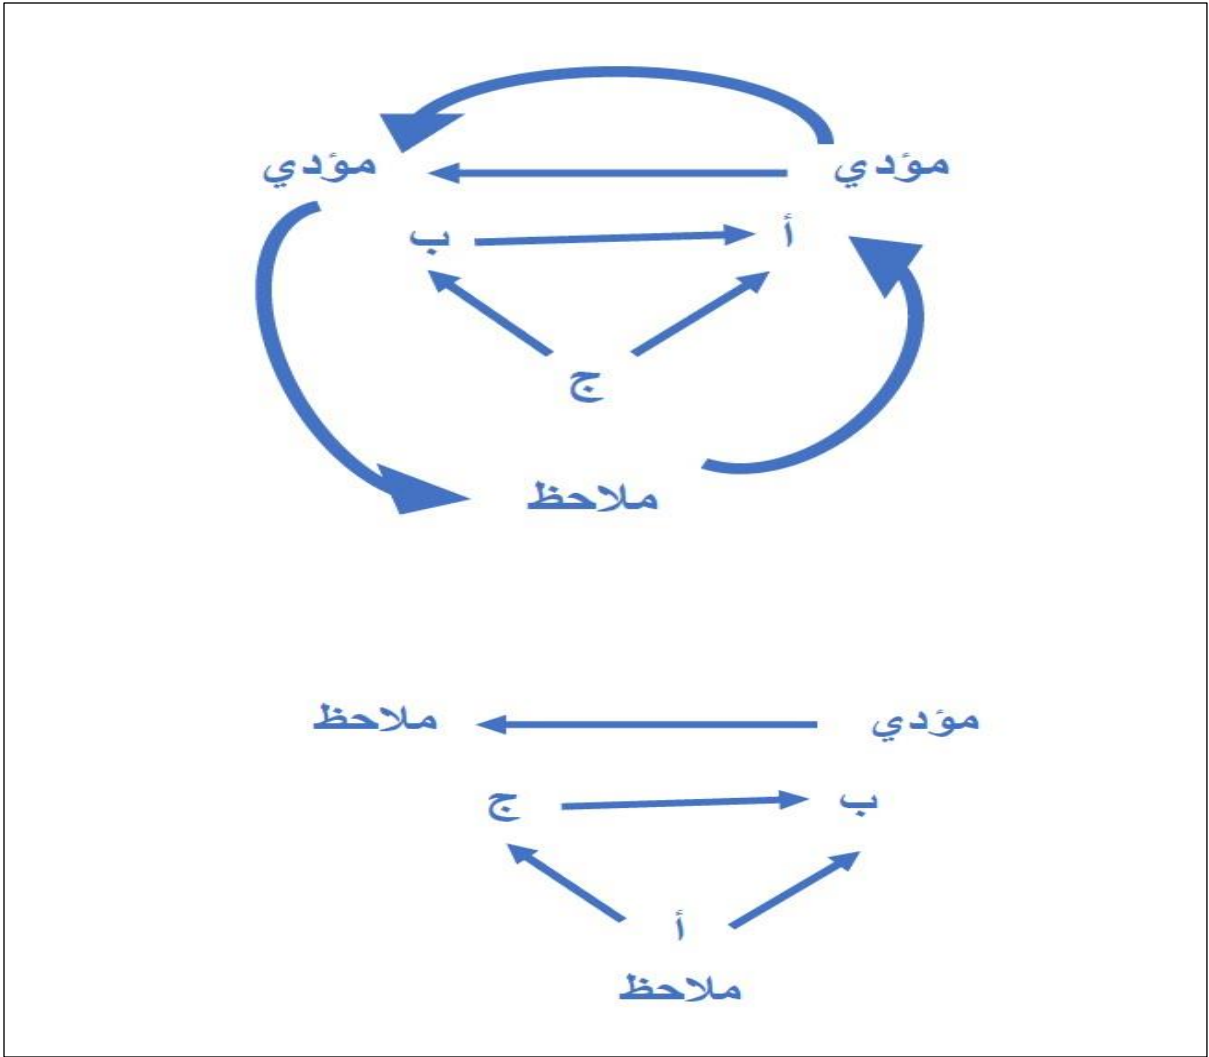 مؤدي مؤدي
أ ب
ج
ملاحظ
مؤدي ملاحظ
ب ج
أ
ملاحظ